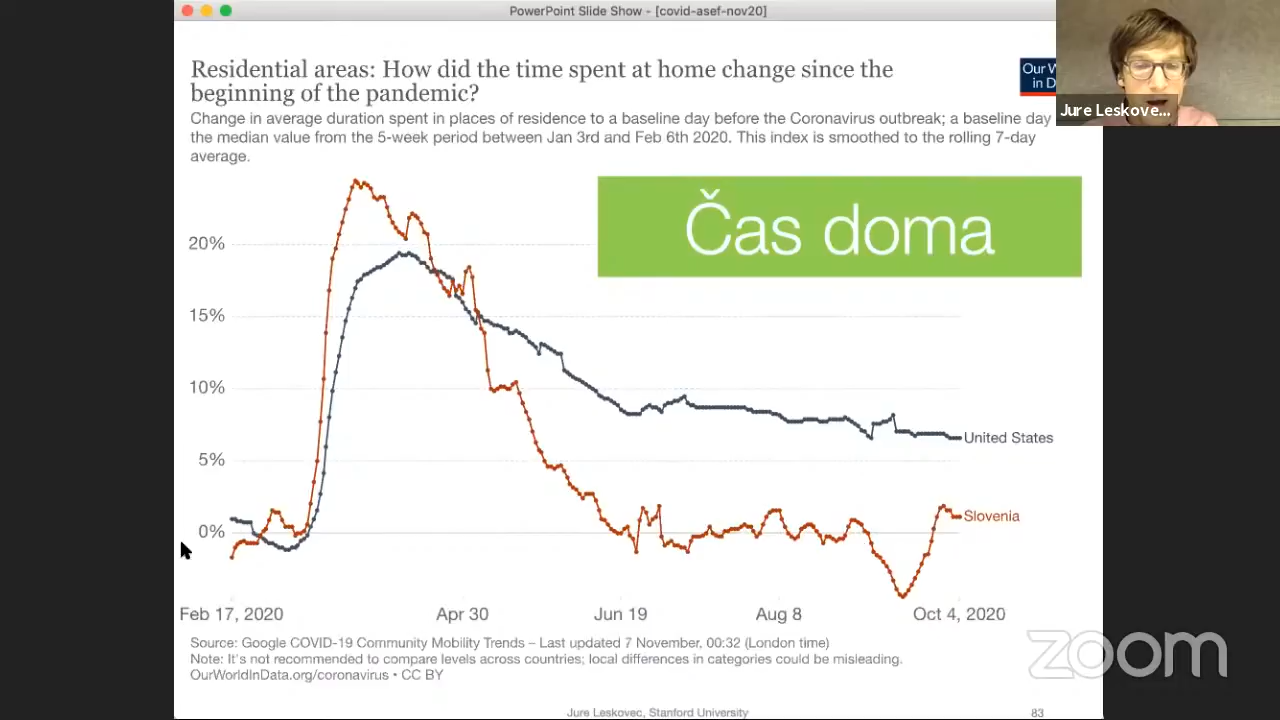 PowerPoint Slide Show - [covid-asef-nov20]
Residential areas: How did the time spent at home change since the
beginning of the pandemic?
Our W
in D
Jure Leskove...
Change in average duration spent in places of residence to a baseline day before the Coronavirus outbreak; a baseline day
the median value from the 5-week period between Jan 3rd and Feb 6th 2020. This index is smoothed to the rolling 7-day
average.
Čas doma
20%
15%
10%
5%
0%
United States
Slovenia
Feb 17, 2020
Apr 30
Jun 19
Aug 8
Oct 4, 2020
Source: Google COVID-19 Community Mobility Trends – Last updated 7 November, 00:32 (London time)
Note: It's not recommended to compare levels across countries; local differences in categories could be misleading.
OurWorldInData.org/coronavirus • CC BY
zoom
Jure Leskovec, Stanford University
83